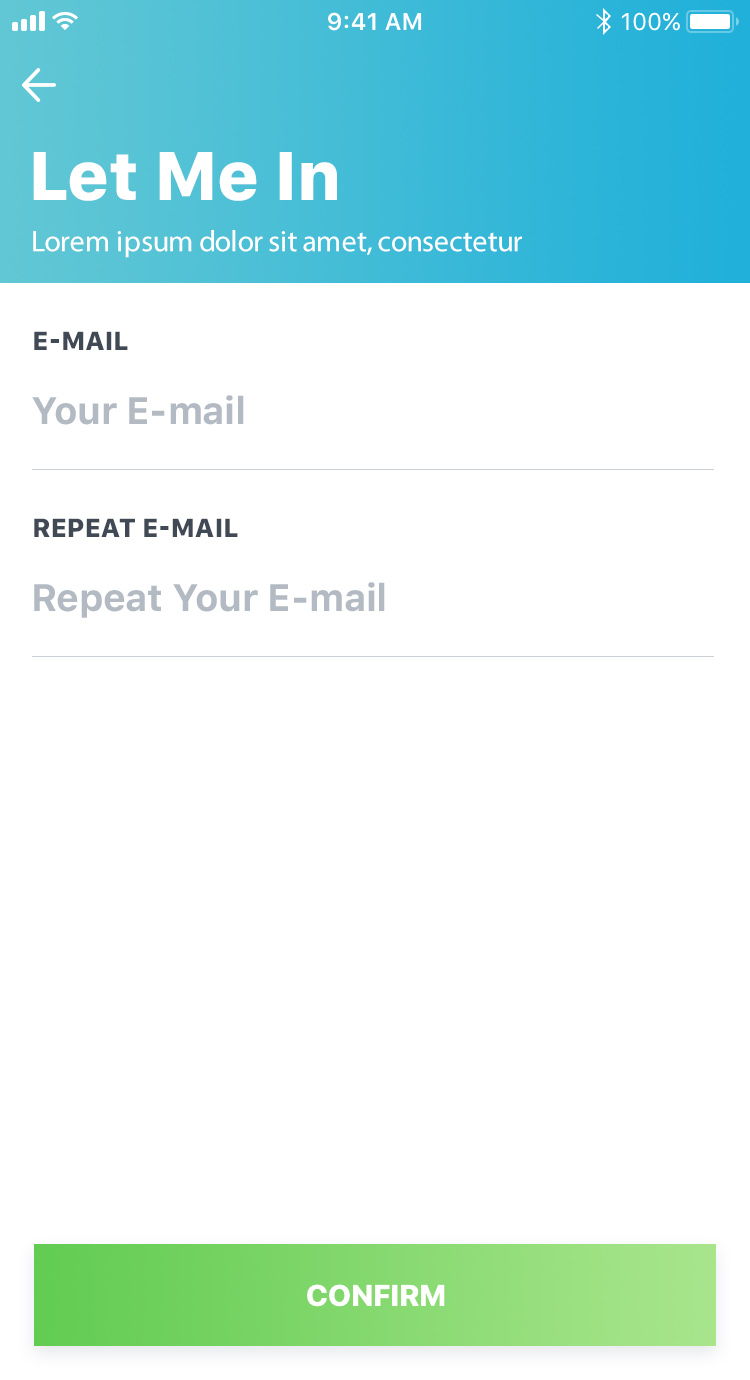 9:41 AM
100%
Let Me In
Lorem ipsum dolor sit amet, consectetur
E-MAIL
Your E-mail
REPEAT E-MAIL
Repeat Your E-mail
CONFIRM